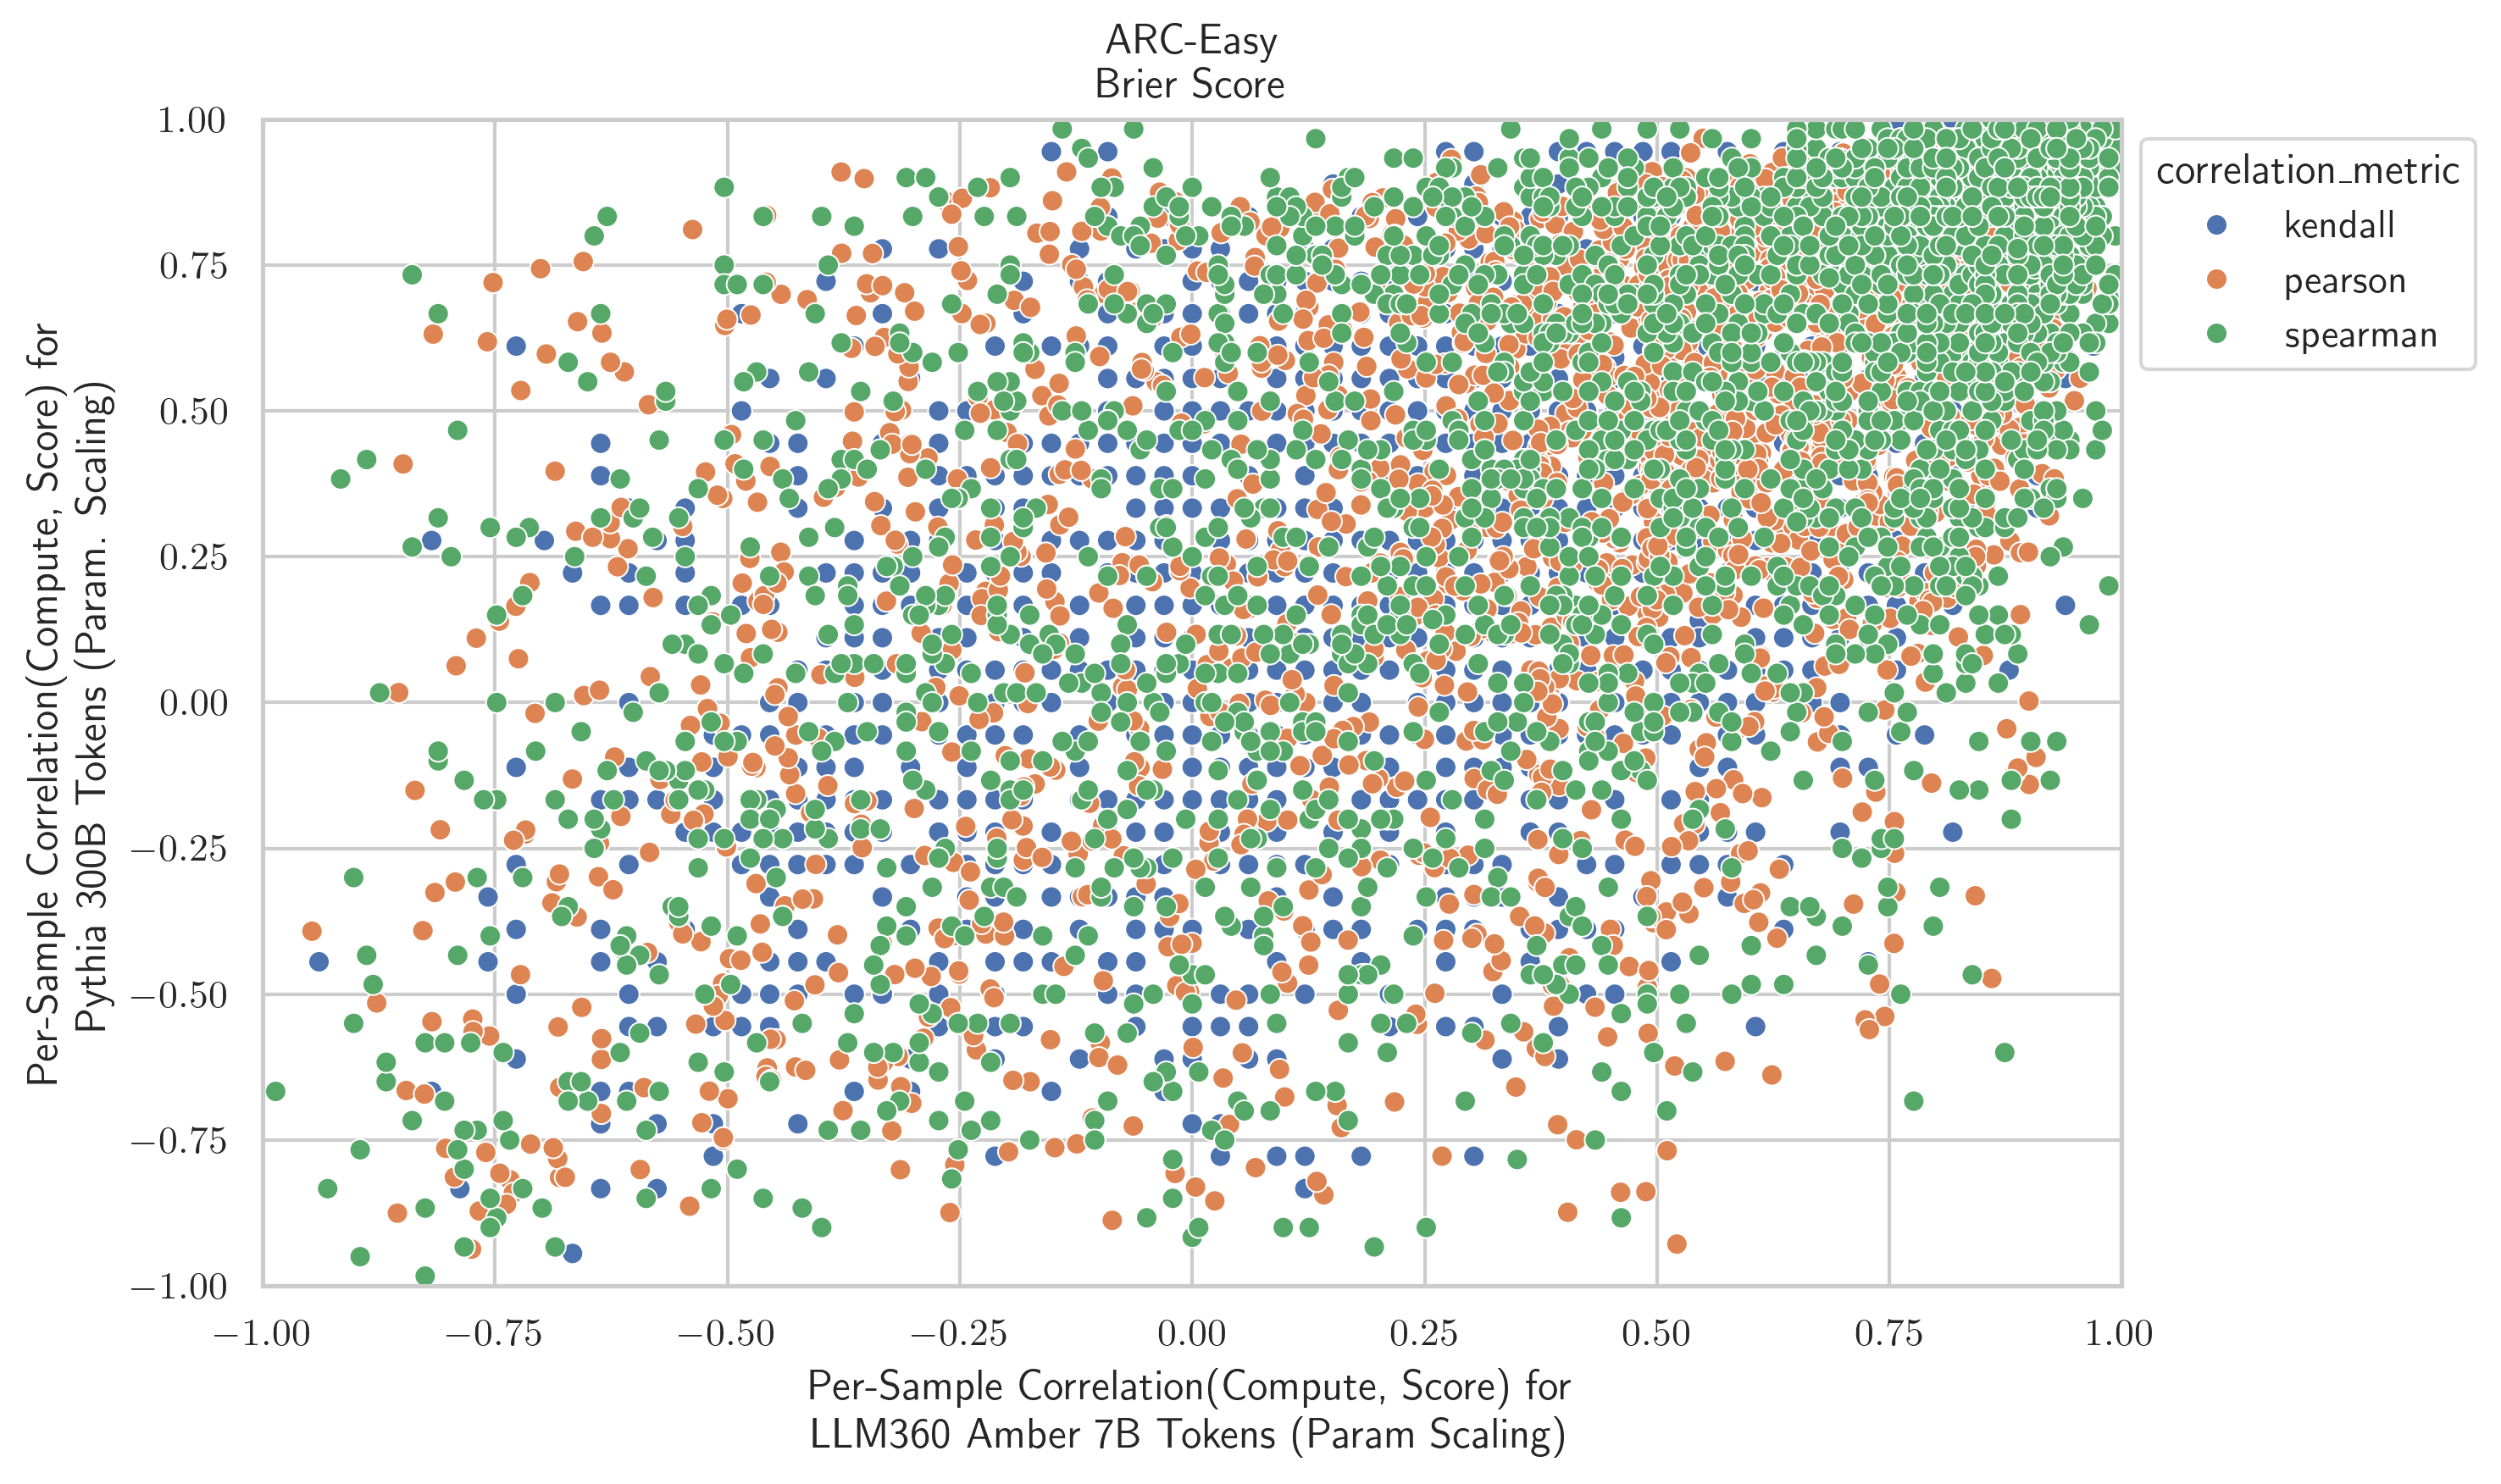 ARC-Easy
Brier Score
Per-Sample Correlation(Compute, Score) for
Pythia 300B Tokens (Param. Scaling)
1.00
0.75
0.50
0.25
0.00
−0.25
−0.50
−0.75
−1.00
−1.00 −0.75 −0.50 −0.25 0.00 0.25 0.50 0.75 1.00
Per-Sample Correlation(Compute, Score) for
LLM360 Amber 7B Tokens (Param Scaling)
correlation_metric
kendall
pearson
spearman